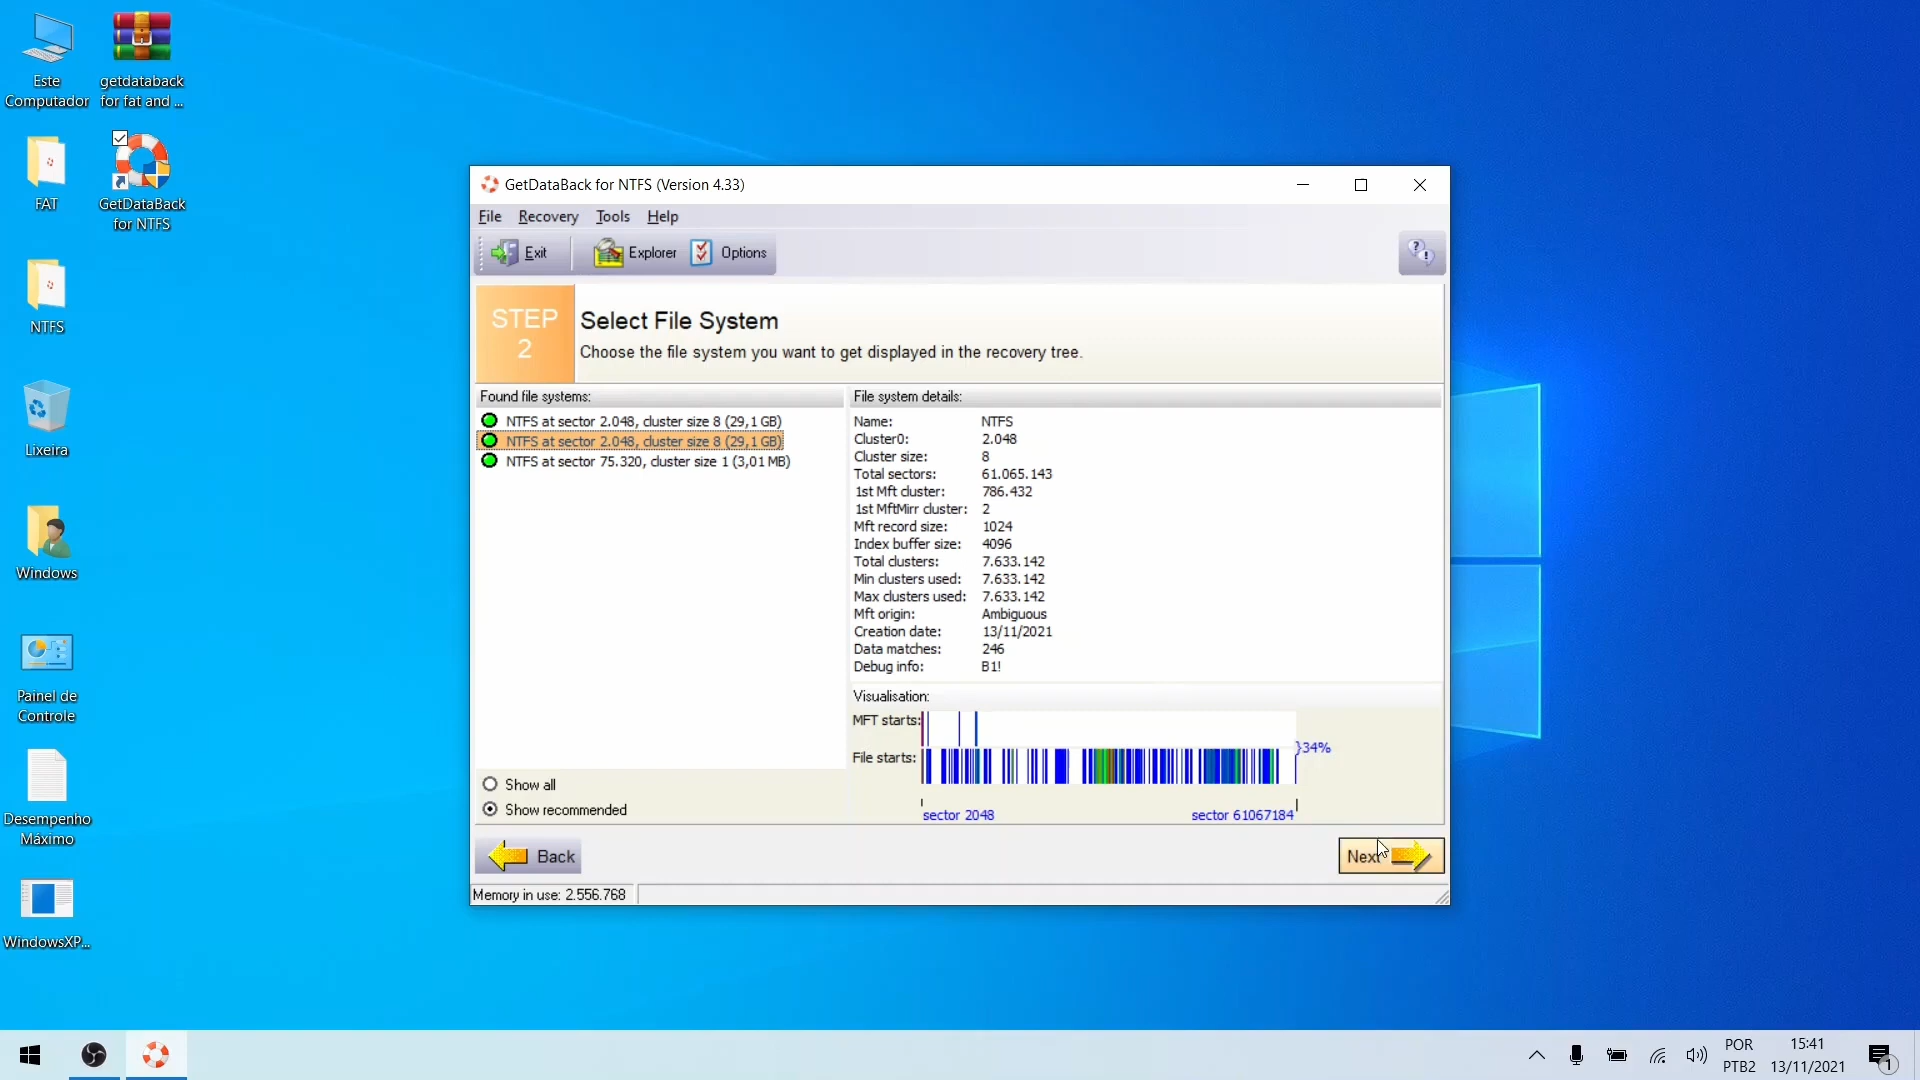 Este
Computador
getdataback
for fat and ...
FAT
GetDataBack
for NTFS
NTFS
Lixeira
Windows
Painel de
Controle
Desempenho
Máximo
WindowsXP...
GetDataBack for NTFS (Version 4.33)
File Recovery Tools Help
Exit Explorer Options
STEP
2
Select File System
Choose the file system you want to get displayed in the recovery tree.
Found file systems:
NTFS at sector 2.048, cluster size 8 (29,1 GB)
NTFS at sector 2.048, cluster size 8 (29,1 GB)
NTFS at sector 75.320, cluster size 1 (3,01 MB)
Show all
Show recommended
File system details:
Name: NTFS
Cluster0: 2.048
Cluster size: 8
Total sectors: 61.065.143
1st Mft cluster: 786.432
1st MftMirr cluster: 2
Mft record size: 1024
Index buffer size: 4096
Total clusters: 7.633.142
Min clusters used: 7.633.142
Max clusters used: 7.633.142
Mft origin: Ambiguous
Creation date: 13/11/2021
Data matches: 246
Debug info: B1!
Visualisation:
MFT starts:
}34%
File starts:
sector 2048 sector 61067184
Back Next
Memory in use: 2.556.768
POR
PTB2
15:41
13/11/2021
1